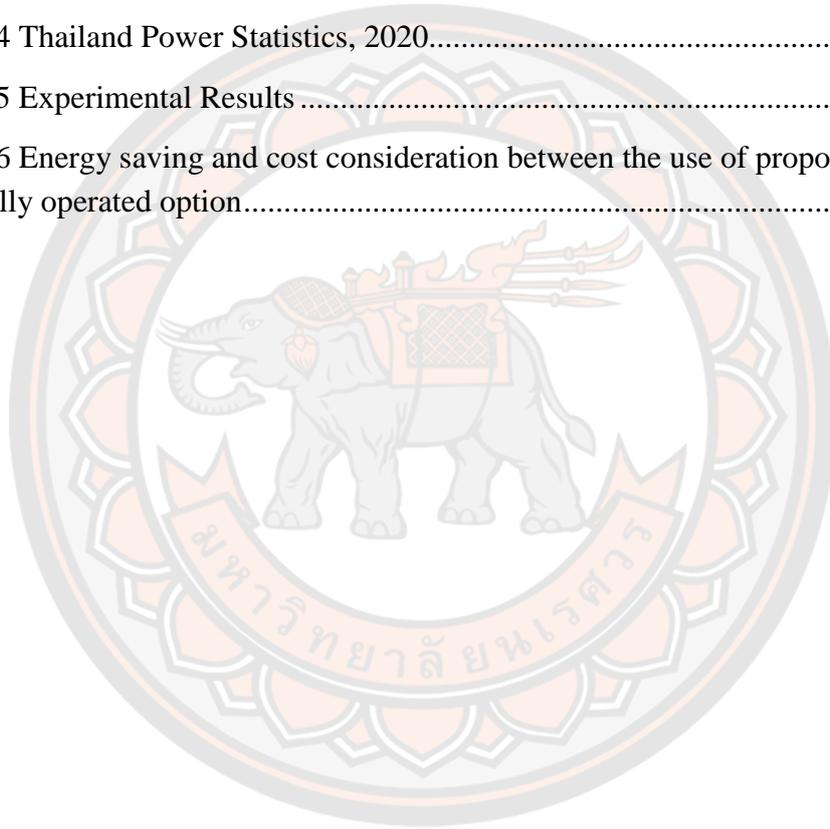 4 Thailand Power Statistics, 2020......................................................
5 Experimental Results......................................................................
6 Energy saving and cost consideration between the use of propo
lly operated option.............................................................................
มหาวิทยาลัยนเรศวร